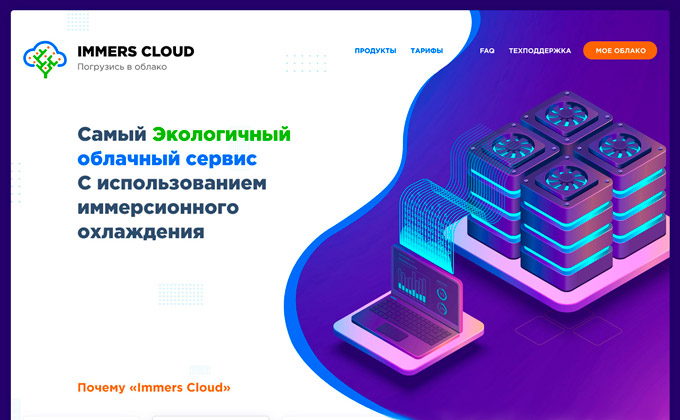 IMMERS CLOUD
Погрузись в облако
ПРОДУКТЫ ТАРИФЫ FAQ ТЕХПОДДЕРЖКА МОЕ ОБЛАКО
Самый Экологичный
облачный сервис
С использованием
иммерсионного
охлаждения
Почему «Immers Cloud»